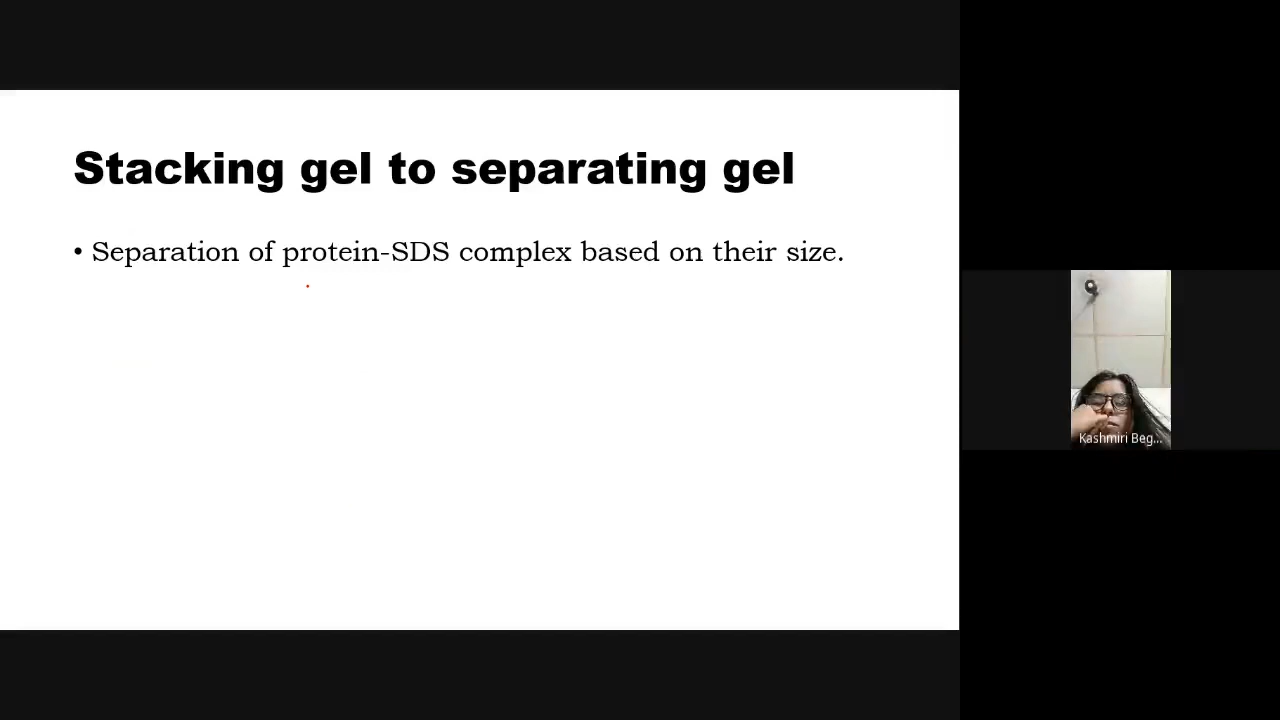 Stacking gel to separating gel
• Separation of protein-SDS complex based on their size.
Kashmiri Beg...